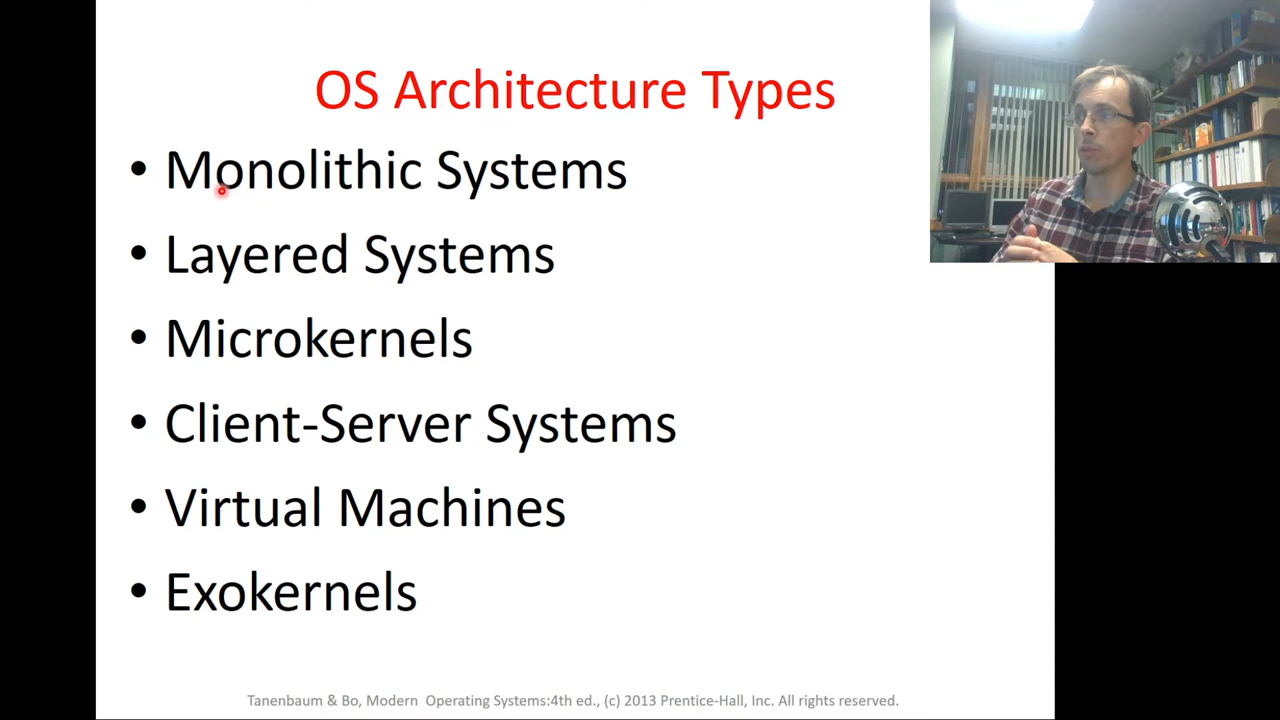 OS Architecture Types
• Monolithic Systems
• Layered Systems
• Microkernels
• Client-Server Systems
• Virtual Machines
• Exokernels
Tanenbaum & Bo, Modern Operating Systems:4th ed., (c) 2013 Prentice-Hall, Inc. All rights reserved.